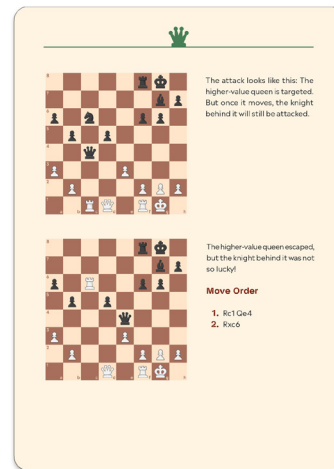 The attack looks like this: The
higher-value queen is targeted.
But once it moves, the knight
behind it will still be attacked.
The higher-value queen escaped,
but the knight behind it was not
so lucky!
Move Order
1. Rc1 Qe4
2. Rxc6